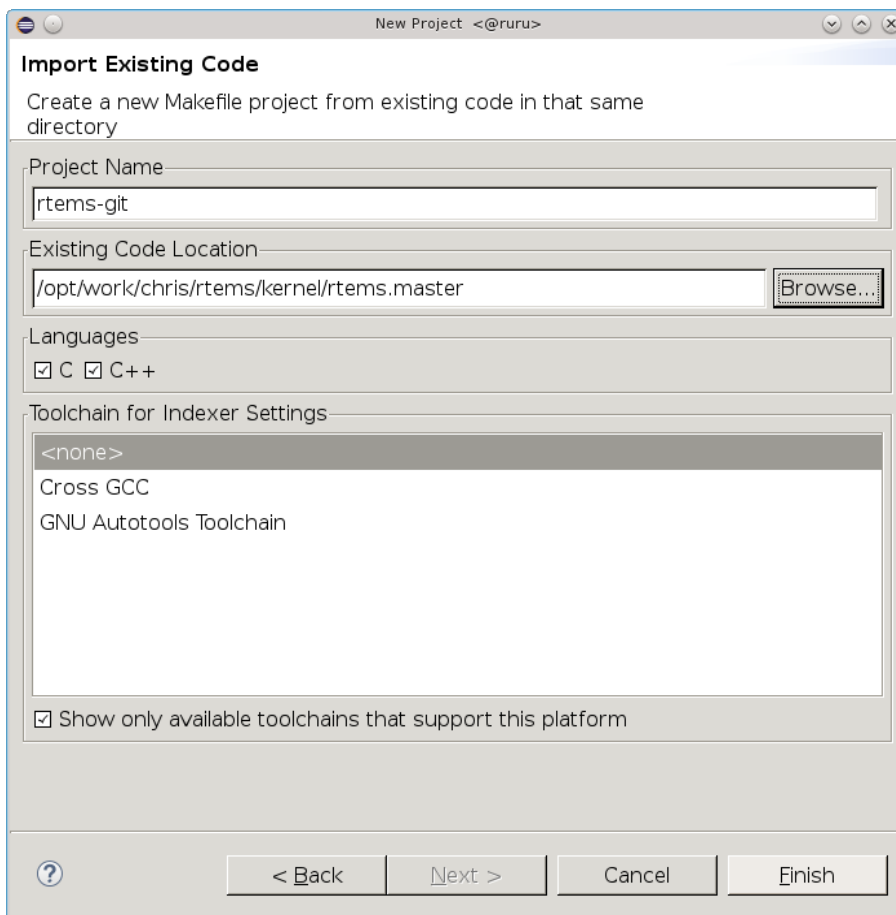 New Project <@ruru>
Import Existing Code
Create a new Makefile project from existing code in that same
directory
Project Name
rtems-git
Existing Code Location
/opt/work/chris/rtems/kernel/rtems.master
Browse...
Languages
C C++
Toolchain for Indexer Settings
<none>
Cross GCC
GNU Autotools Toolchain
Show only available toolchains that support this platform
? < Back Next > Cancel Finish